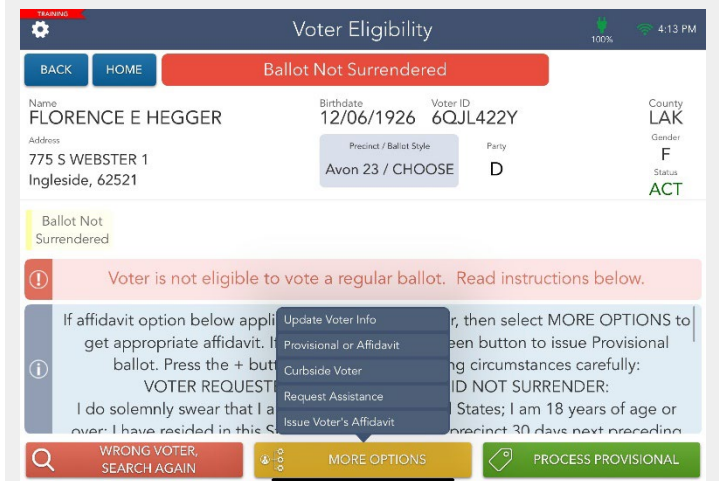 TRAINING
Voter Eligibility
100%
4:13 PM
BACK
HOME
Ballot Not Surrendered
Name
FLORENCE E HEGGER
Birthdate
12/06/1926
Voter ID
6QJL422Y
County
LAK
Address
775 S WEBSTER 1
Ingleside, 62521
Precinct / Ballot Style
Avon 23 / CHOOSE
Party
D
Gender
F
Status
ACT
Ballot Not
Surrendered
Voter is not eligible to vote a regular ballot. Read instructions below.
If affidavit option below appli r, then select MORE OPTIONS to
get appropriate affidavit. I een button to issue Provisional
ballot. Press the + butt ng circumstances carefully:
VOTER REQUESTE ID NOT SURRENDER:
I do solemnly swear that I a States; I am 18 years of age or
over; I have resided in this S precinct 30 days next preceding
Update Voter Info
Provisional or Affidavit
Curbside Voter
Request Assistance
Issue Voter's Affidavit
WRONG VOTER,
SEARCH AGAIN
MORE OPTIONS
PROCESS PROVISIONAL